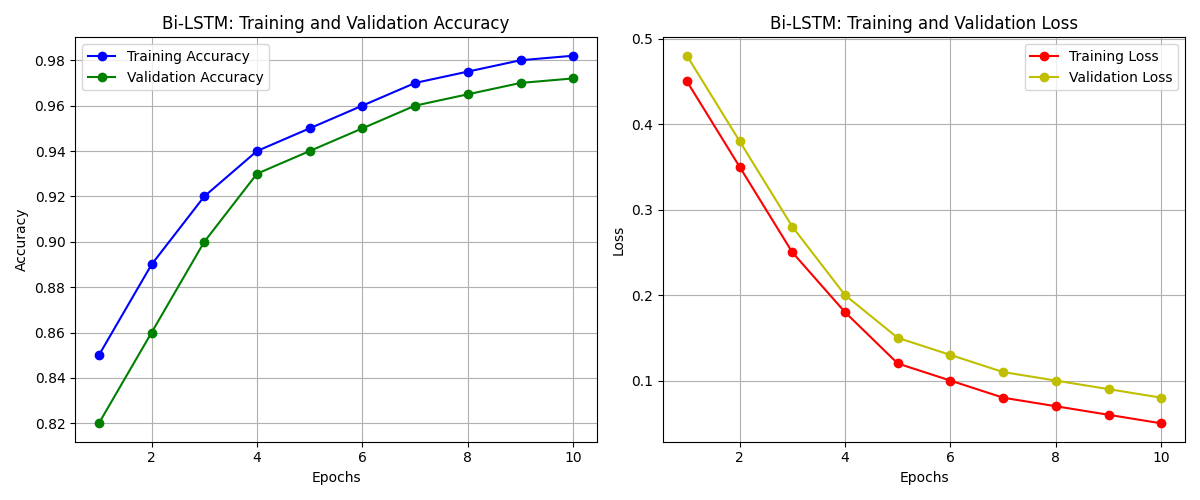 Bi-LSTM: Training and Validation Accuracy
Training Accuracy
Validation Accuracy
0.98
0.96
0.94
0.92
0.90
0.88
0.86
0.84
0.82
Accuracy
2 4 6 8 10
Epochs
Bi-LSTM: Training and Validation Loss
Training Loss
Validation Loss
0.5
0.4
0.3
0.2
0.1
Loss
2 4 6 8 10
Epochs